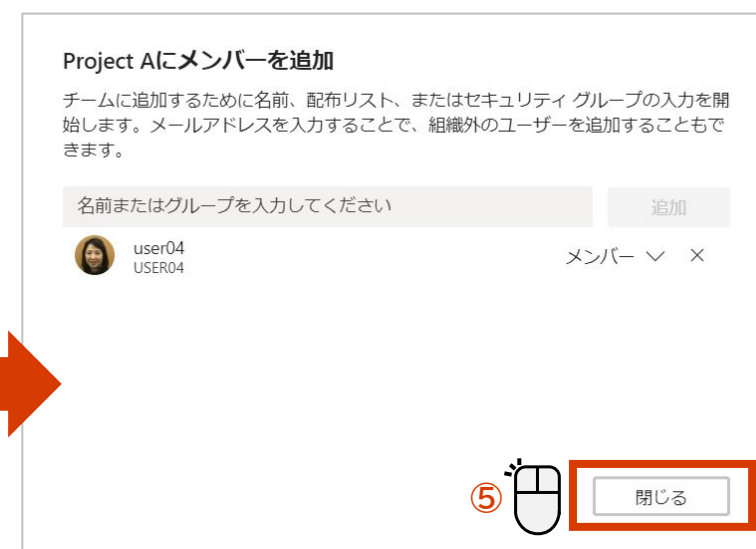 Project Aにメンバーを追加
チームに追加するために名前、配布リスト、またはセキュリティ グループの入力を開
始します。メールアドレスを入力することで、組織外のユーザーを追加することもで
きます。
名前またはグループを入力してください
追加
user04
USER04
メンバー
⑤
閉じる